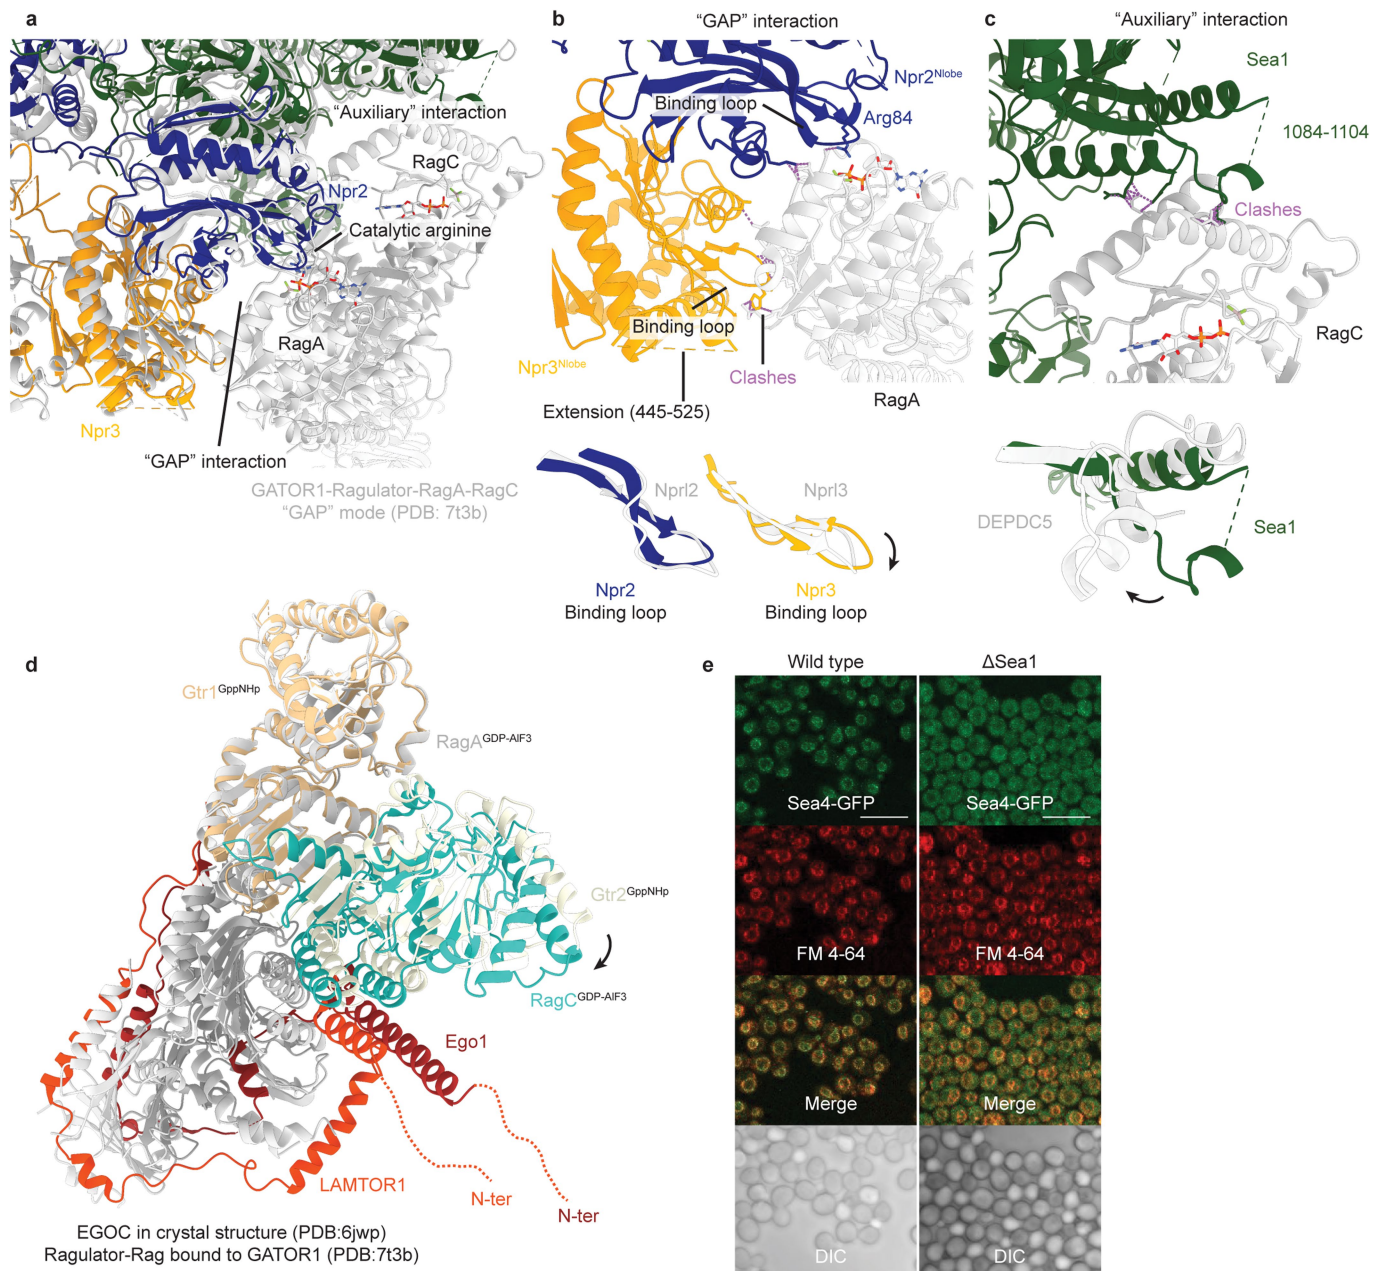 a
"Auxiliary" interaction
RagC
Npr2
Catalytic arginine
RagA
Npr3
"GAP" interaction
GATOR1-Ragulator-RagA-RagC
"GAP" mode (PDB: 7t3b)
b
"GAP" interaction
Npr2Nlobe
Binding loop
Arg84
Binding loop
Npr3Nlobe
Clashes
RagA
Extension (445-525)
Nprl2
Nprl3
Npr2
Binding loop
Npr3
Binding loop
c
"Auxiliary" interaction
Sea1
1084-1104
Clashes
RagC
DEPDC5
Sea1
d
Gtr1GppNHp
RagAGDP-AlF3
Gtr2GppNHp
RagCGDP-AlF3
Ego1
LAMTOR1
N-ter
N-ter
EGOC in crystal structure (PDB:6jwp)
Ragulator-Rag bound to GATOR1 (PDB:7t3b)
e
Wild type
ΔSea1
Sea4-GFP
Sea4-GFP
FM 4-64
FM 4-64
Merge
Merge
DIC
DIC